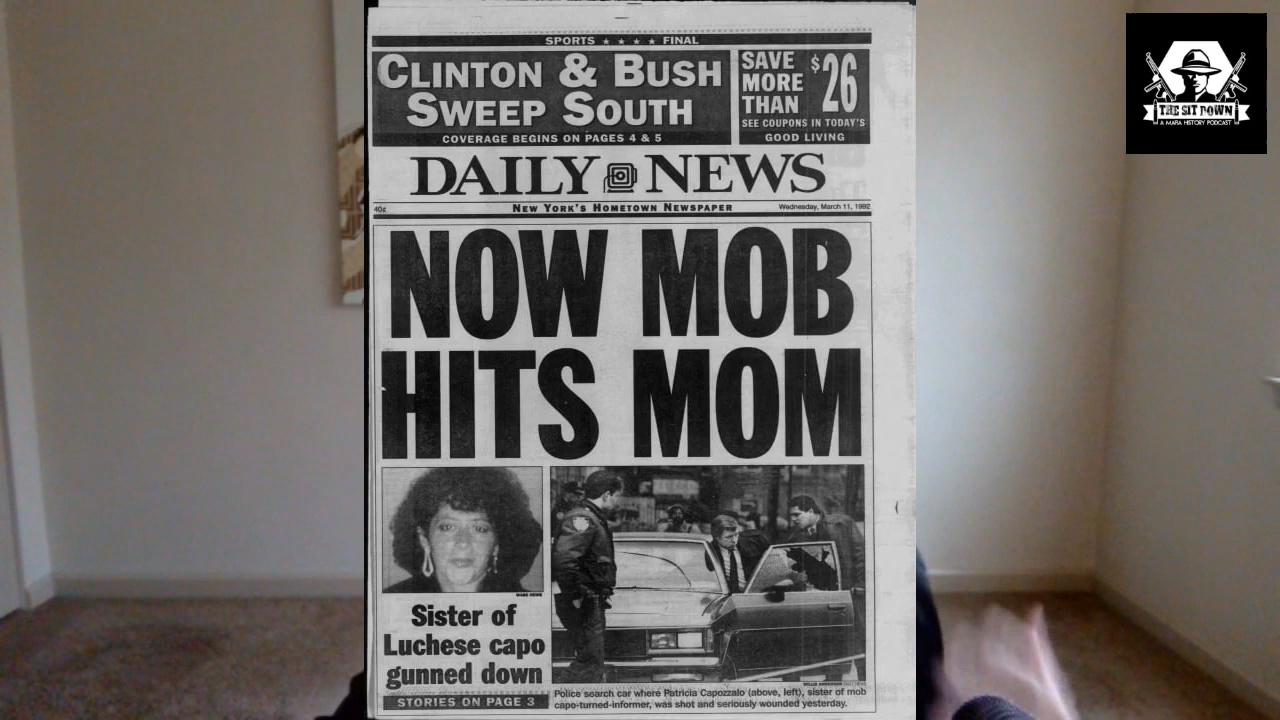 SPORTS ★ ★ ★ ★ FINAL
CLINTON & BUSH
SWEEP SOUTH
COVERAGE BEGINS ON PAGES 4 & 5
SAVE
MORE
THAN
$26
SEE COUPONS IN TODAY'S
GOOD LIVING
DAILY NEWS
40¢
NEW YORK'S HOMETOWN NEWSPAPER
Wednesday, March 11, 1992
NOW MOB
HITS MOM
Sister of
Luchese capo
gunned down
STORIES ON PAGE 3
Police search car where Patricia Capozzalo (above, left), sister of mob
capo-turned-informer, was shot and seriously wounded yesterday.
THE SIT DOWN
A MAFIA HISTORY PODCAST